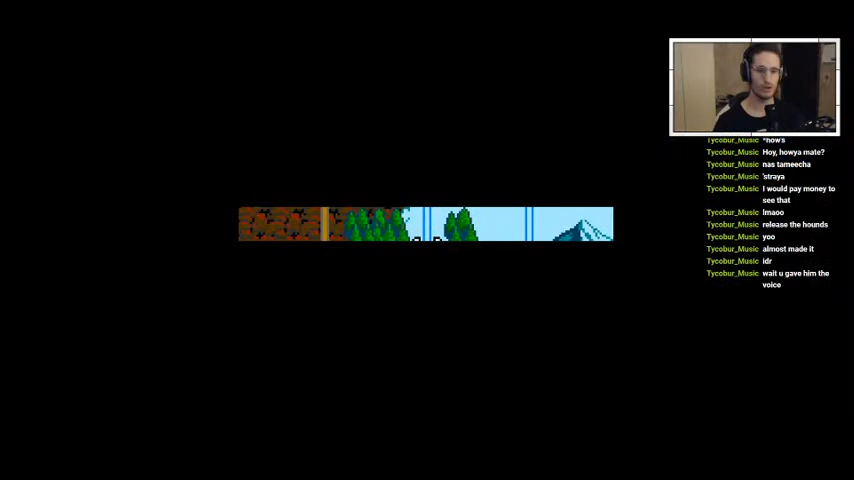 Tycobur_Music *how's
Tycobur_Music Hoy, howya mate?
Tycobur_Music nas tameecha
Tycobur_Music 'straya
Tycobur_Music I would pay money to
see that
Tycobur_Music lmaoo
Tycobur_Music release the hounds
Tycobur_Music yoo
Tycobur_Music almost made it
Tycobur_Music idr
Tycobur_Music wait u gave him the
voice